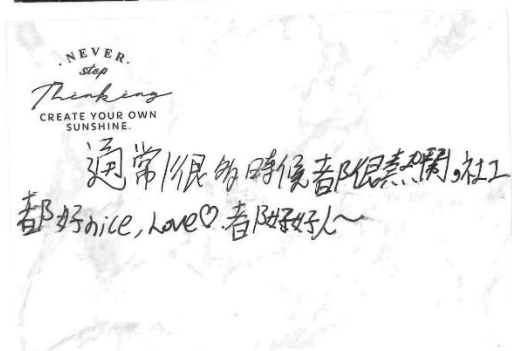 NEVER
stop
Thinking
CREATE YOUR OWN
SUNSHINE.
通常/很多時候都很熱鬧。社工
都好nice, Love♡.都好好人~